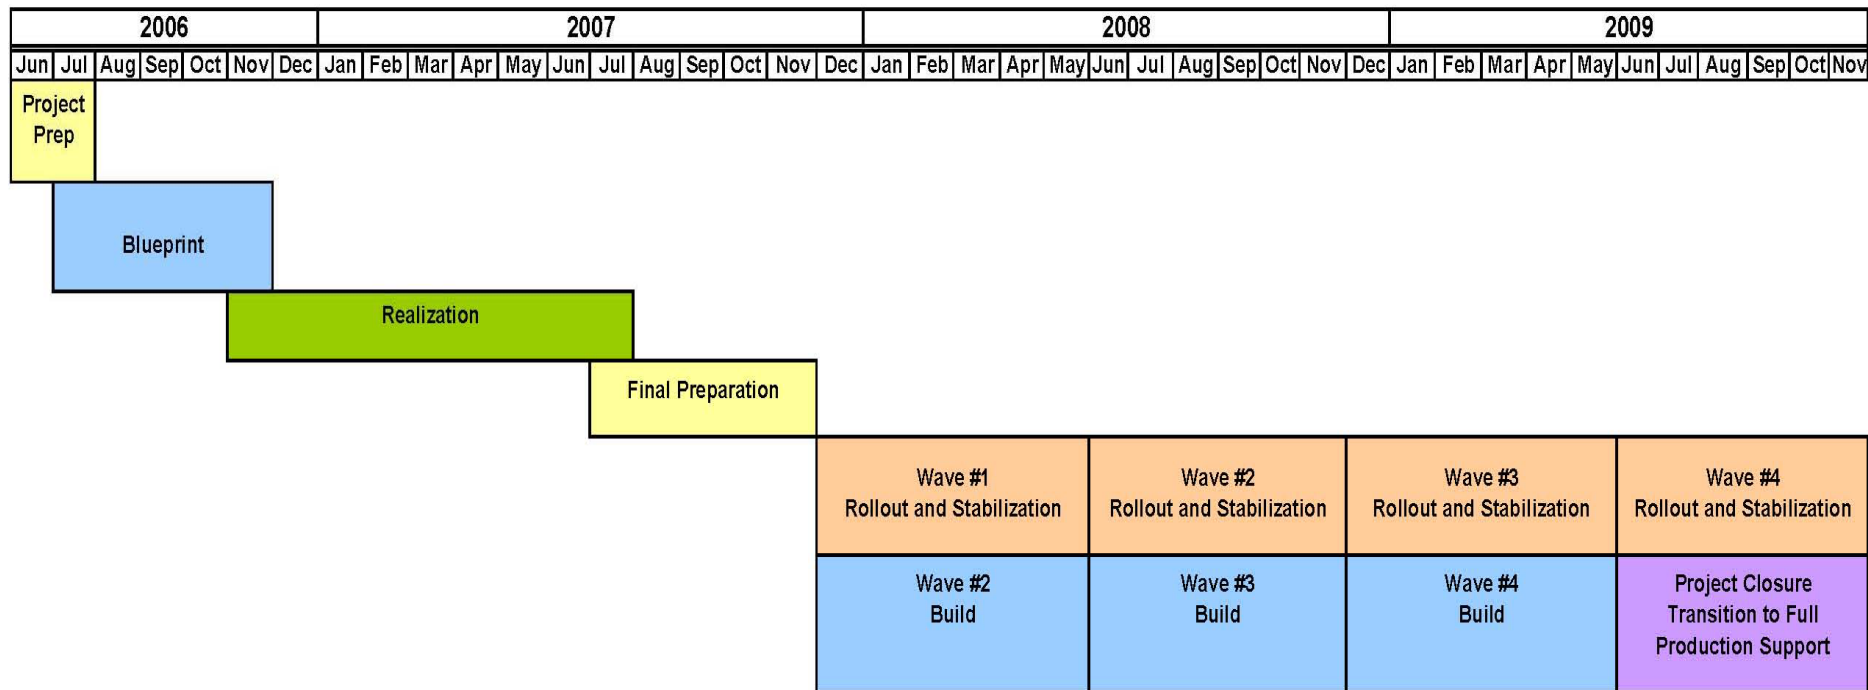 2006 2007 2008 2009
Jun Jul Aug Sep Oct Nov Dec Jan Feb Mar Apr May Jun Jul Aug Sep Oct Nov Dec Jan Feb Mar Apr May Jun Jul Aug Sep Oct Nov Dec Jan Feb Mar Apr May Jun Jul Aug Sep Oct Nov
Project
Prep
Blueprint
Realization
Final Preparation
Wave #1
Rollout and Stabilization
Wave #2
Rollout and Stabilization
Wave #3
Rollout and Stabilization
Wave #4
Rollout and Stabilization
Wave #2
Build
Wave #3
Build
Wave #4
Build
Project Closure
Transition to Full
Production Support